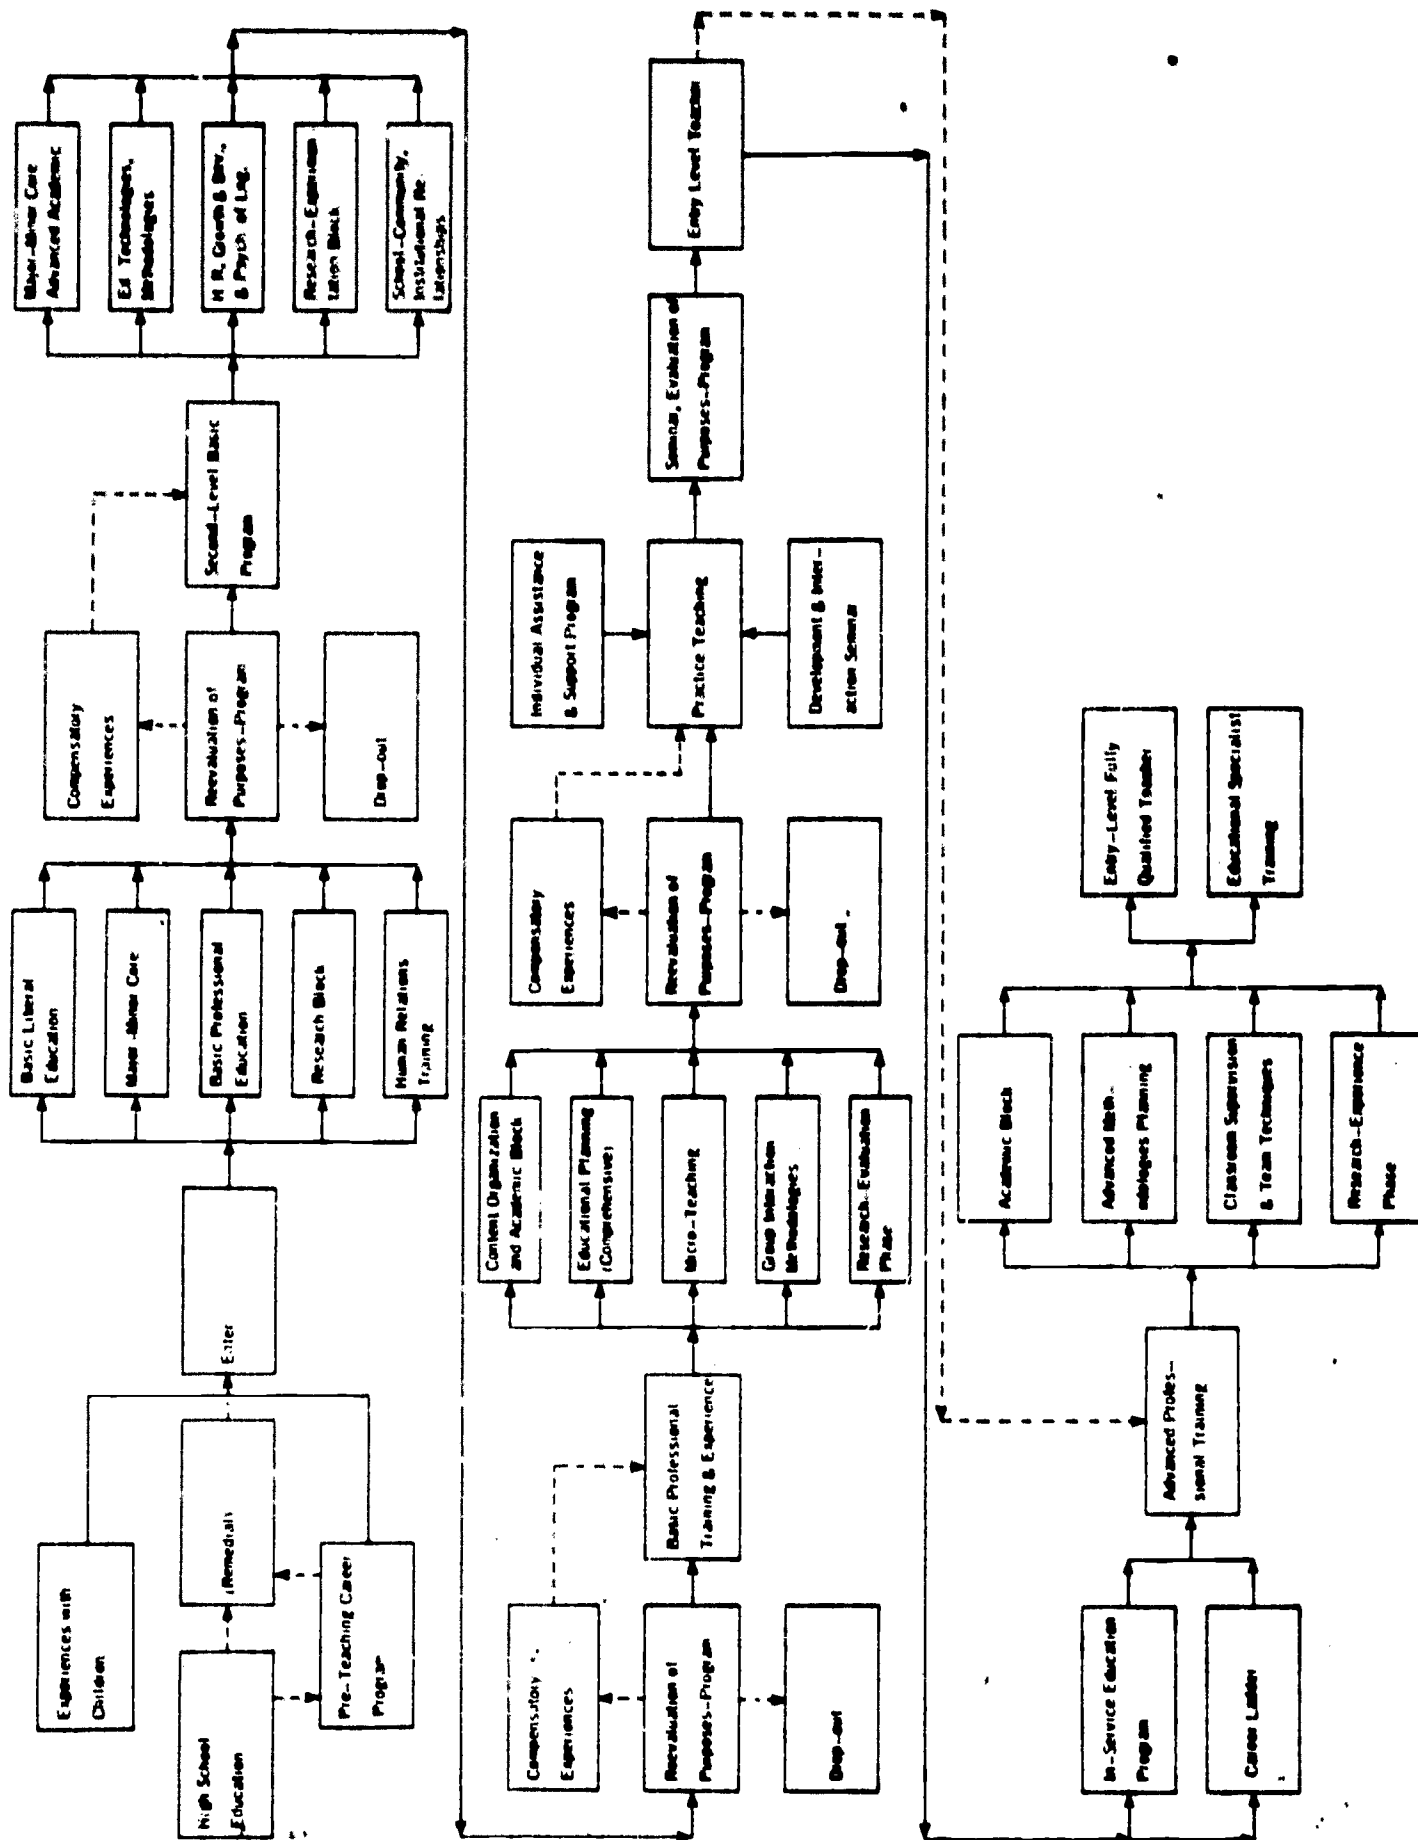 High School
Education
Experiences with
Children
Pre-Teaching Career
Program
(Remedials
Enter
Basic Liberal
Education
Major-Minor Core
Basic Professional
Education
Research Block
Human Relations
Training
Compensatory
Experiences
Reevaluation of
Purposes-Program
Drop-out
Second-Level Basic
Program
Major-Minor Core
Advanced Academic
Ed. Technologies,
Methodologies
H R, Growth & Dev.,
& Psych. of Lng.
Research-Experimen
tation Block
School-Community,
Institutional Re
lationships
Compensatory
Experiences
Reevaluation of
Purposes-Program
Drop-out
Basic Professional
Training & Experience
Content Organization
and Academic Block
Educational Planning
(Comprehensive)
Micro-Teaching
Group Interaction
Methodologies
Research-Evaluation
Phase
Compensatory
Experiences
Reevaluation of
Purposes-Program
Drop-out
Individual Assistance
& Support Program
Practice Teaching
Development & Inter-
action Seminar
Seminar, Evaluation of
Purposes-Program
Entry Level Teacher
In-Service Education
Program
Career Ladder
Advanced Profes-
sional Training
Academic Block
Advanced Meth-
odologies Planning
Classroom Supervision
& Team Techniques
Research-Experience
Phase
Entry-Level Fully
Qualified Teacher
Educational Specialist
Training